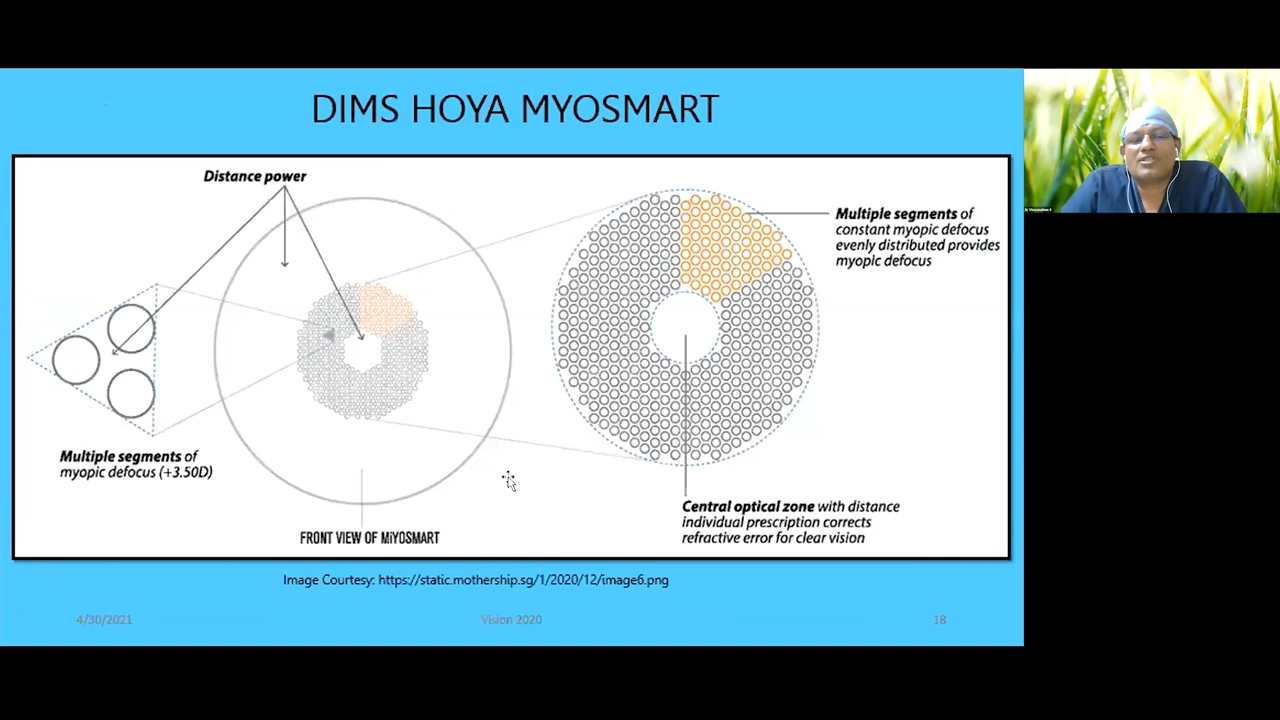 DIMS HOYA MYOSMART
Distance power
Multiple segments of
constant myopic defocus
evenly distributed provides
myopic defocus
Multiple segments of
myopic defocus (+3.50D)
Central optical zone with distance
individual prescription corrects
refractive error for clear vision
FRONT VIEW OF MiYOSMART
Image Courtesy: https://static.mothership.sg/1/2020/12/image6.png
4/30/2021
Vision 2020
18